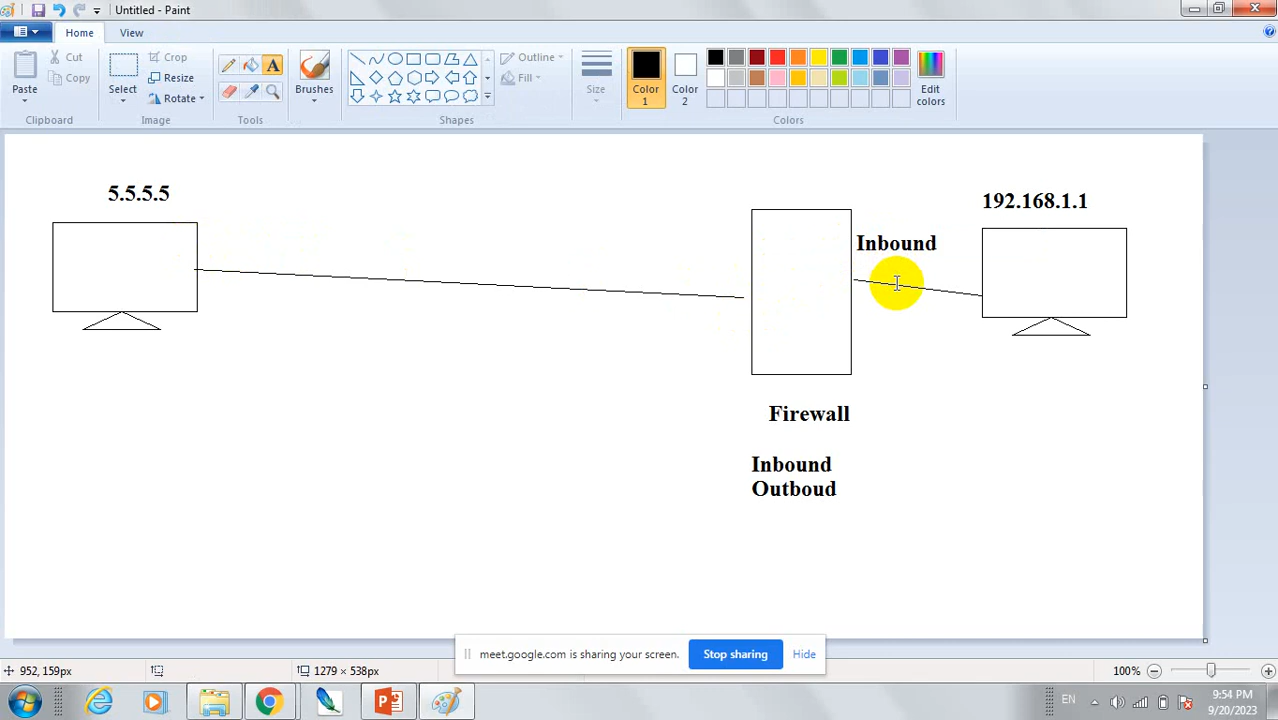 Untitled - Paint
Home
View
Paste
Cut
Copy
Clipboard
Select
Crop
Resize
Rotate
Image
A
Tools
Brushes
Shapes
Outline
Fill
Size
Color
1
Color
2
Edit
colors
Colors
5.5.5.5
192.168.1.1
Inbound
Firewall
Inbound
Outboud
meet.google.com is sharing your screen.
Stop sharing
Hide
952, 159px
1279 × 538px
100%
EN
9:54 PM
9/20/2023